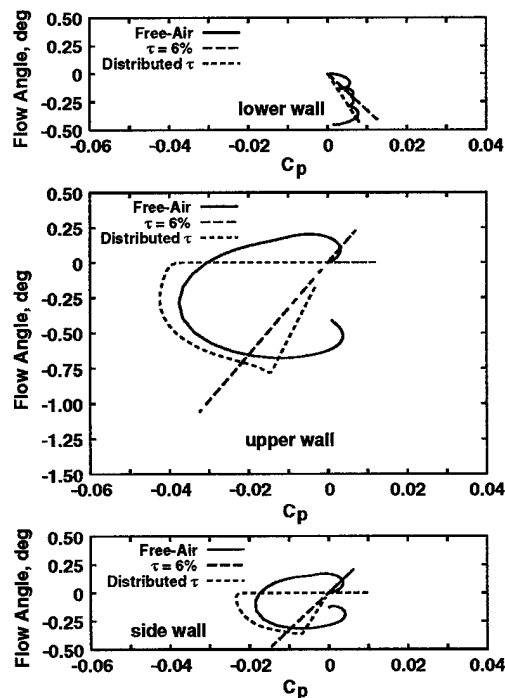 Flow Angle, deg
0.50
0.25
0
-0.25
-0.50
Free-Air
τ = 6%
Distributed τ
lower wall
-0.06 -0.04 -0.02 0 0.02 0.04
Cp
Flow Angle, deg
0.50
0.25
0
-0.25
-0.50
-0.75
-1.00
-1.25
-1.50
Free-Air
τ = 6%
Distributed τ
upper wall
-0.06 -0.04 -0.02 0 0.02 0.04
Cp
Flow Angle, deg
0.50
0.25
0
-0.25
-0.50
Free-Air
τ = 6%
Distributed τ
side wall
-0.06 -0.04 -0.02 0 0.02 0.04
Cp